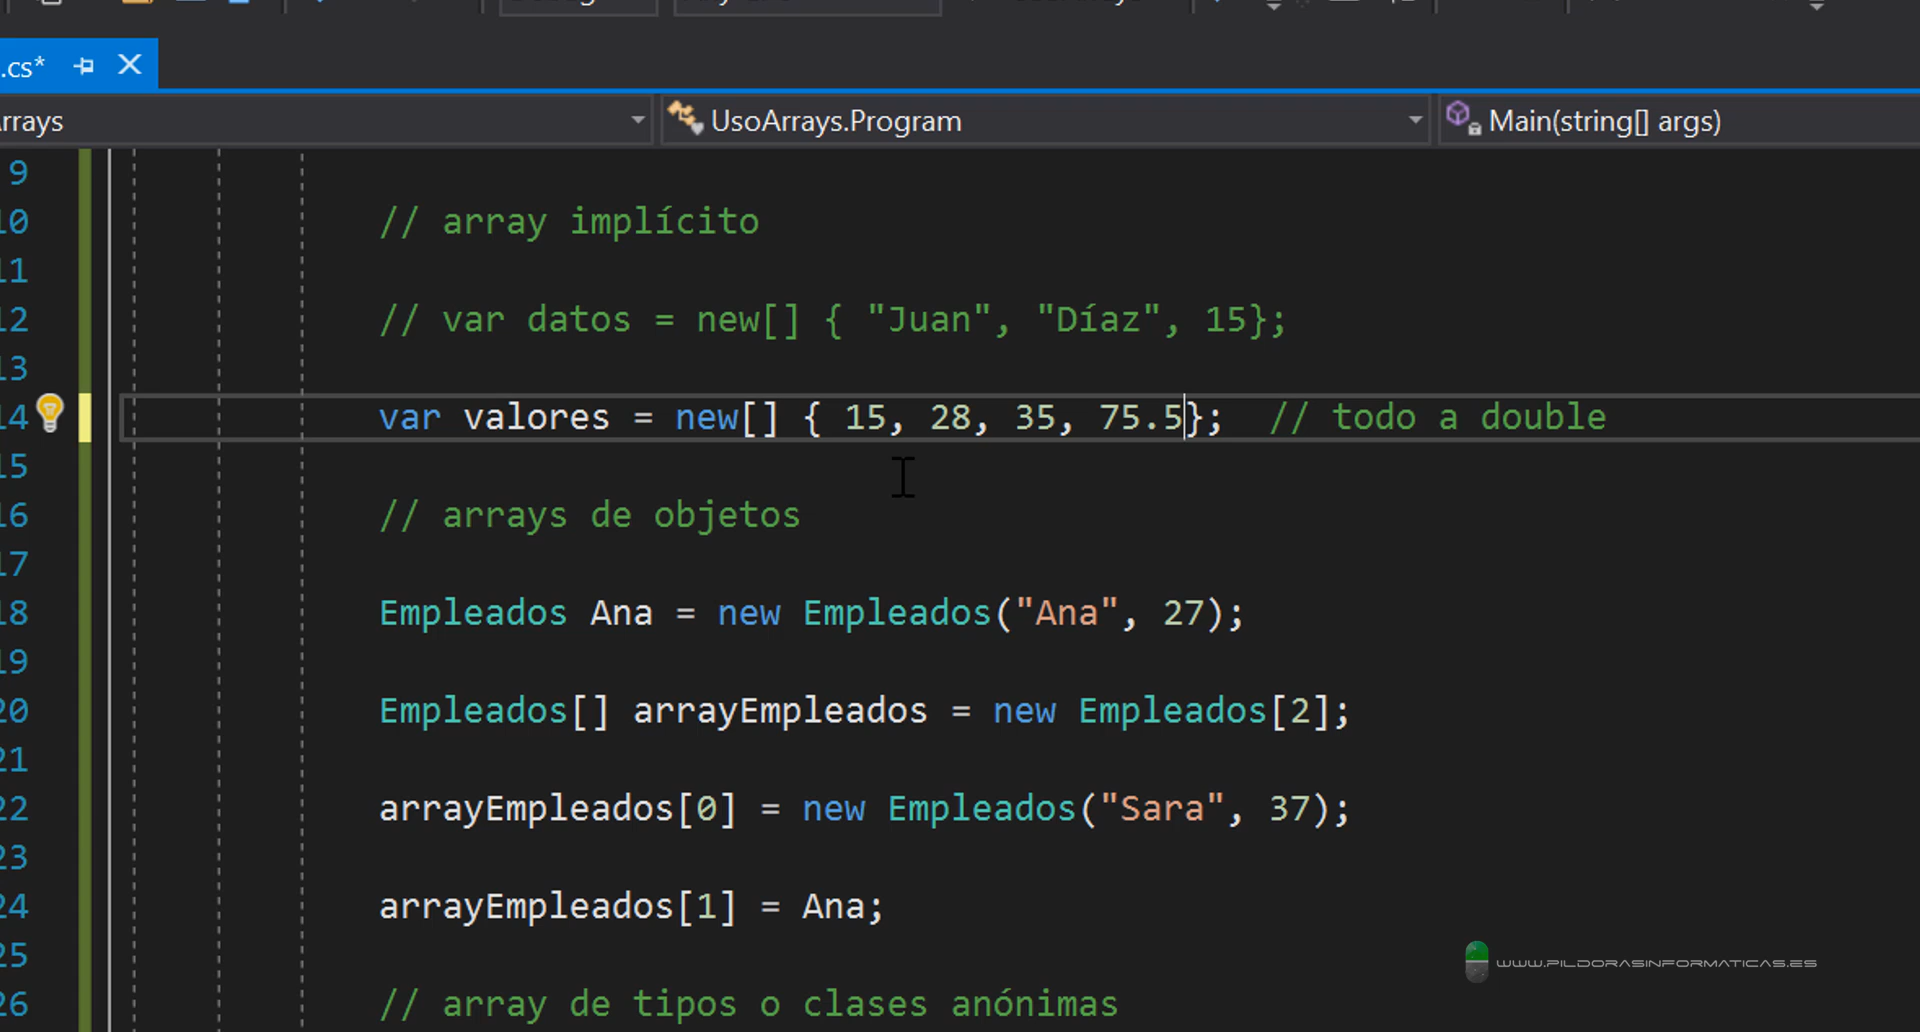 .cs*
rrays
UsoArrays.Program
Main(string[] args)
9
10
// array implícito
11
12
// var datos = new[] { "Juan", "Díaz", 15};
13
14
var valores = new[] { 15, 28, 35, 75.5};  // todo a double
15
16
// arrays de objetos
17
18
Empleados Ana = new Empleados("Ana", 27);
19
20
Empleados[] arrayEmpleados = new Empleados[2];
21
22
arrayEmpleados[0] = new Empleados("Sara", 37);
23
24
arrayEmpleados[1] = Ana;
25
WWW.PILDORASINFORMATICAS.ES
26
// array de tipos o clases anónimas